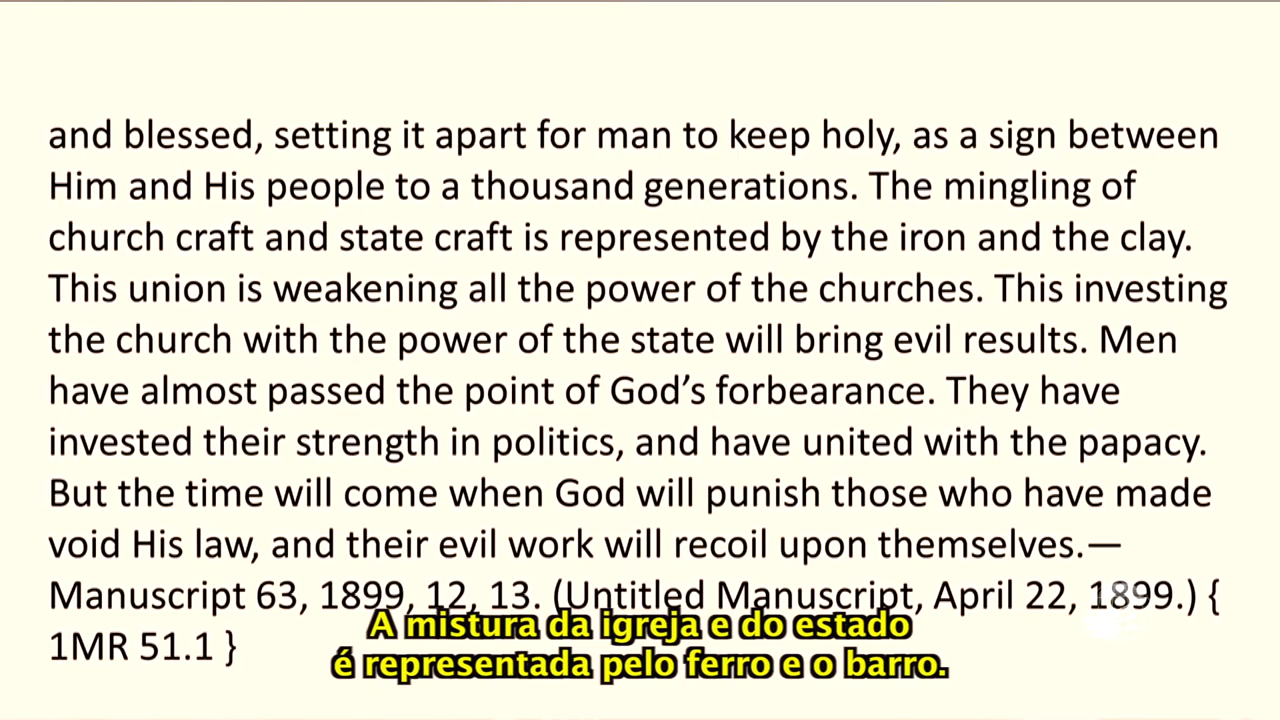 and blessed, setting it apart for man to keep holy, as a sign between
Him and His people to a thousand generations. The mingling of
church craft and state craft is represented by the iron and the clay.
This union is weakening all the power of the churches. This investing
the church with the power of the state will bring evil results. Men
have almost passed the point of God’s forbearance. They have
invested their strength in politics, and have united with the papacy.
But the time will come when God will punish those who have made
void His law, and their evil work will recoil upon themselves.—
Manuscript 63, 1899, 12, 13. (Untitled Manuscript, April 22, 1899.) {
1MR 51.1 }
A mistura da igreja e do estado
é representada pelo ferro e o barro.